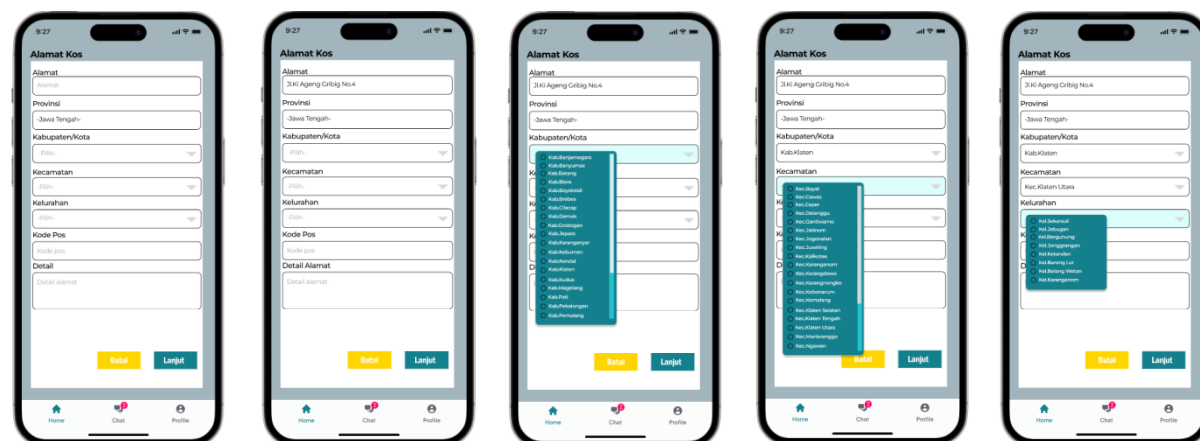 9:27
Alamat Kos
Alamat
Alamat
Provinsi
-Jawa Tengah-
Kabupaten/Kota
-Pilih-
Kecamatan
-Pilih-
Kelurahan
-Pilih-
Kode Pos
Kode pos
Detail
Detail alamat
Batal
Lanjut
Home
Chat
Profile
9:27
Alamat Kos
Alamat
Jl.Ki Ageng Gribig No.4
Provinsi
-Jawa Tengah-
Kabupaten/Kota
-Pilih-
Kecamatan
-Pilih-
Kelurahan
-Pilih-
Kode Pos
Kode pos
Detail Alamat
Detail alamat
Batal
Lanjut
Home
Chat
Profile
9:27
Alamat Kos
Alamat
Jl.Ki Ageng Gribig No.4
Provinsi
-Jawa Tengah-
Kabupaten/Kota
Kab.Banjarnegara
Kab.Banyumas
Kab.Batang
Kab.Blora
Kab.Boyolali
Kab.Brebes
Kab.Cilacap
Kab.Demak
Kab.Grobogan
Kab.Jepara
Kab.Karanganyar
Kab.Kebumen
Kab.Kendal
Kab.Klaten
Kab.Kudus
Kab.Magelang
Kab.Pati
Kab.Pekalongan
Kab.Pemalang
Batal
Lanjut
Home
Chat
Profile
9:27
Alamat Kos
Alamat
Jl.Ki Ageng Gribig No.4
Provinsi
-Jawa Tengah-
Kabupaten/Kota
Kab.Klaten
Kecamatan
Kec.Bayat
Kec.Cawas
Kec.Ceper
Kec.Delanggu
Kec.Gantiwarno
Kec.Jatinom
Kec.Jogonalan
Kec.Juwiring
Kec.Kalikotes
Kec.Karanganom
Kec.Karangdowo
Kec.Karangnongko
Kec.Kebonarum
Kec.Kemalang
Kec.Klaten Selatan
Kec.Klaten Tengah
Kec.Klaten Utara
Kec.Manisrenggo
Kec.Ngawen
Batal
Lanjut
Home
Chat
Profile
9:27
Alamat Kos
Alamat
Jl.Ki Ageng Gribig No.4
Provinsi
-Jawa Tengah-
Kabupaten/Kota
Kab.Klaten
Kecamatan
Kec.Klaten Utara
Kelurahan
Kel.Sekarsuli
Kel.Jebugan
Kel.Bergunung
Kel.Jonggrangan
Kel.Ketandan
Kel.Bareng Lor
Kel.Belang Wetan
Kel.Karanganom
Batal
Lanjut
Home
Chat
Profile